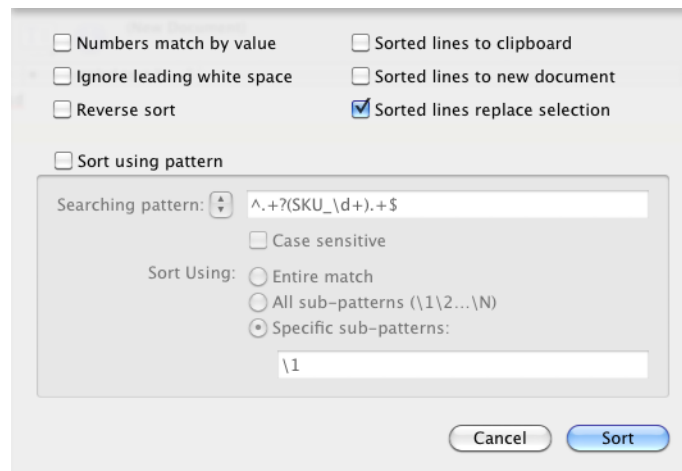 Numbers match by value
Sorted lines to clipboard
Ignore leading white space
Sorted lines to new document
Reverse sort
Sorted lines replace selection
Sort using pattern
Searching pattern: ^.+?(SKU_\d+).+$
Case sensitive
Sort Using: Entire match
All sub-patterns (\1\2...\N)
Specific sub-patterns:
\1
Cancel Sort